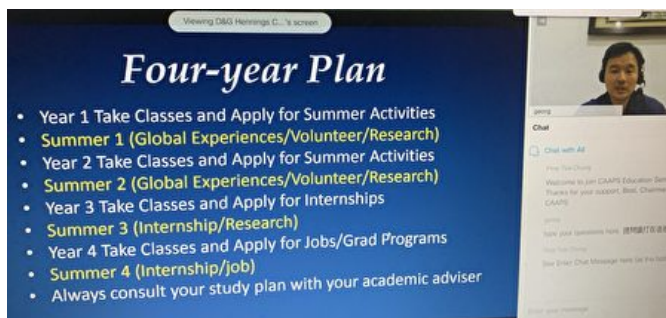 Viewing D&G Hennings C...'s screen
Four-year Plan
• Year 1 Take Classes and Apply for Summer Activities
• Summer 1 (Global Experiences/Volunteer/Research)
• Year 2 Take Classes and Apply for Summer Activities
• Summer 2 (Global Experiences/Volunteer/Research)
• Year 3 Take Classes and Apply for Internships
• Summer 3 (Internship/Research)
• Year 4 Take Classes and Apply for Jobs/Grad Programs
• Summer 4 (Internship/job)
• Always consult your study plan with your academic adviser
Chat
Chat with All
Welcome to join CAAPS Education
Thanks for your support,
CAAPS
type your questions here.